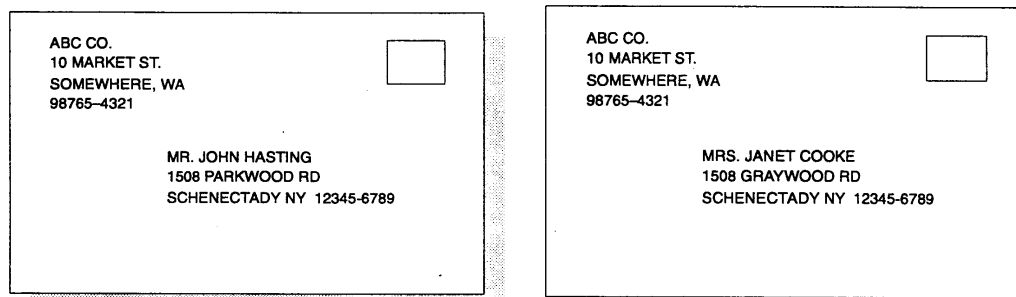 ABC CO.
10 MARKET ST.
SOMEWHERE, WA
98765–4321
MR. JOHN HASTING
1508 PARKWOOD RD
SCHENECTADY NY 12345-6789
ABC CO.
10 MARKET ST.
SOMEWHERE, WA
98765–4321
MRS. JANET COOKE
1508 GRAYWOOD RD
SCHENECTADY NY 12345-6789